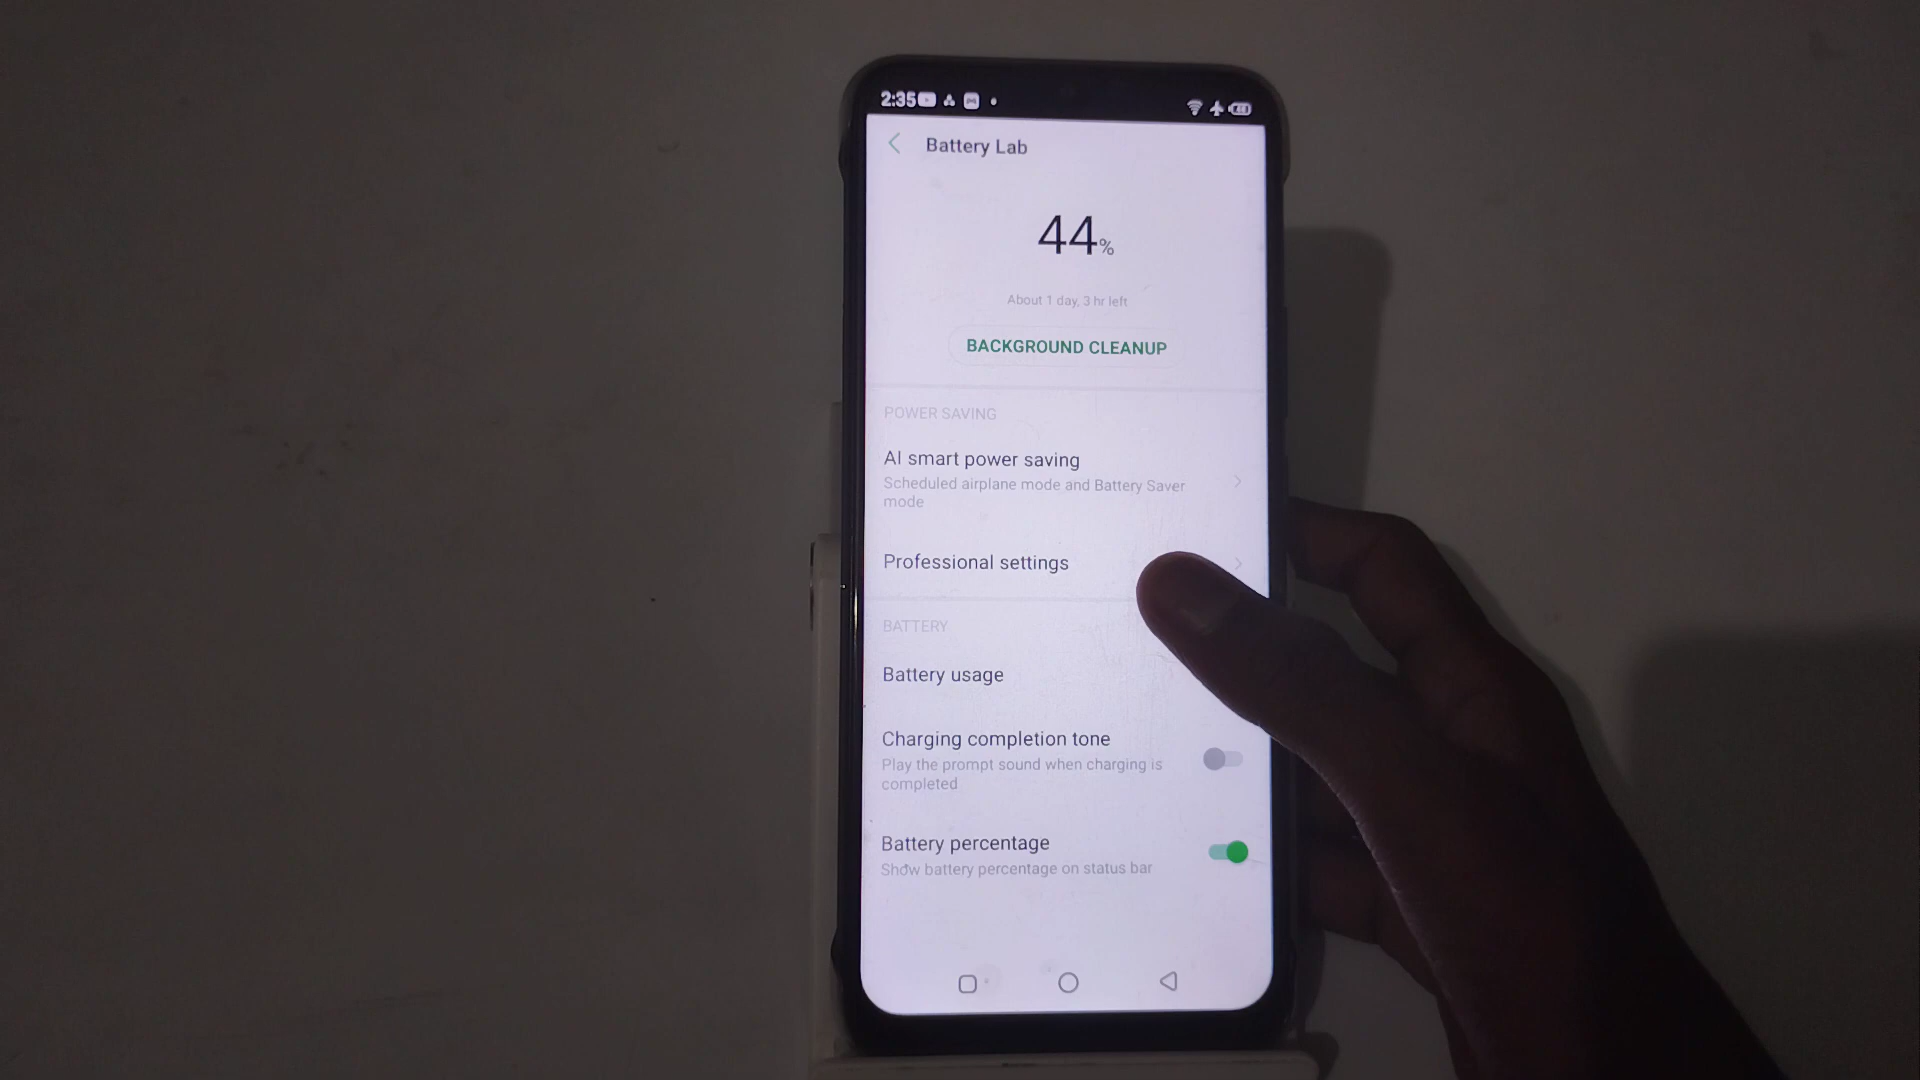 2:35
Battery Lab
44%
About 1 day, 3 hr left
BACKGROUND CLEANUP
POWER SAVING
AI smart power saving
Scheduled airplane mode and Battery Saver
mode
Professional settings
BATTERY
Battery usage
Charging completion tone
Play the prompt sound when charging is
completed
Battery percentage
Show battery percentage on status bar